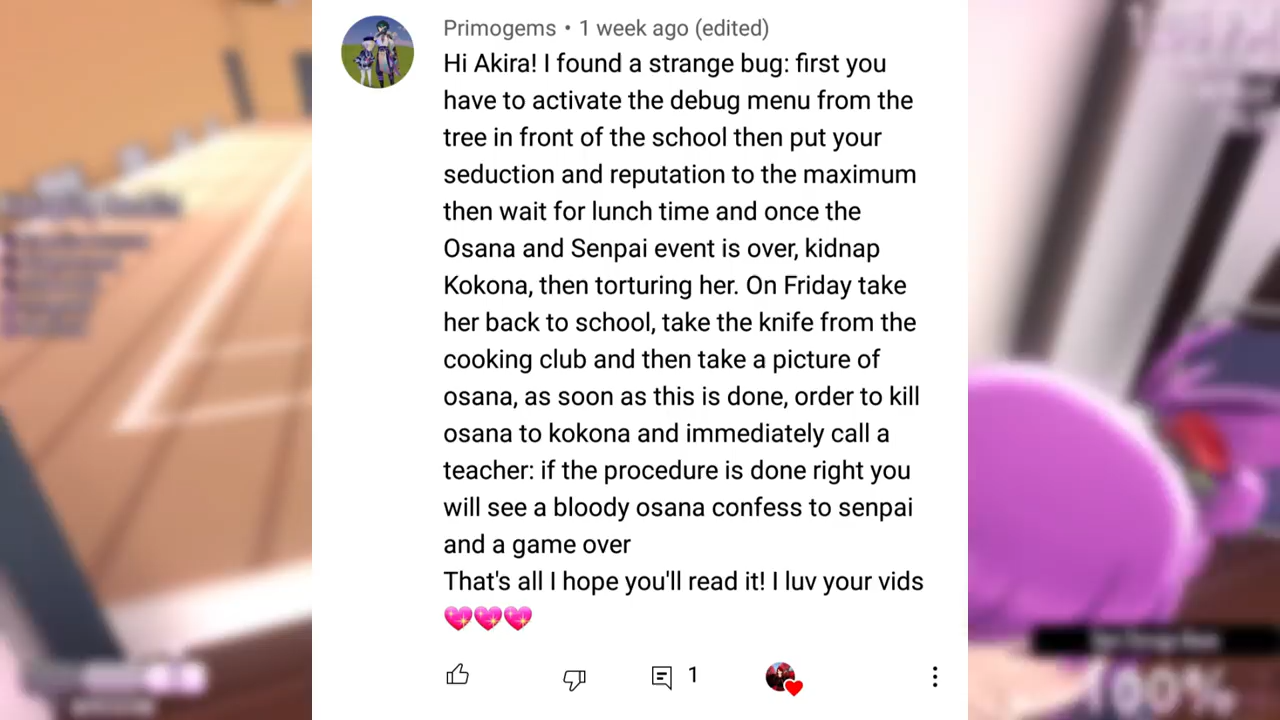 Primogems • 1 week ago (edited)
Hi Akira! I found a strange bug: first you
have to activate the debug menu from the
tree in front of the school then put your
seduction and reputation to the maximum
then wait for lunch time and once the
Osana and Senpai event is over, kidnap
Kokona, then torturing her. On Friday take
her back to school, take the knife from the
cooking club and then take a picture of
osana, as soon as this is done, order to kill
osana to kokona and immediately call a
teacher: if the procedure is done right you
will see a bloody osana confess to senpai
and a game over
That's all I hope you'll read it! I luv your vids
💖💖💖
1
100%